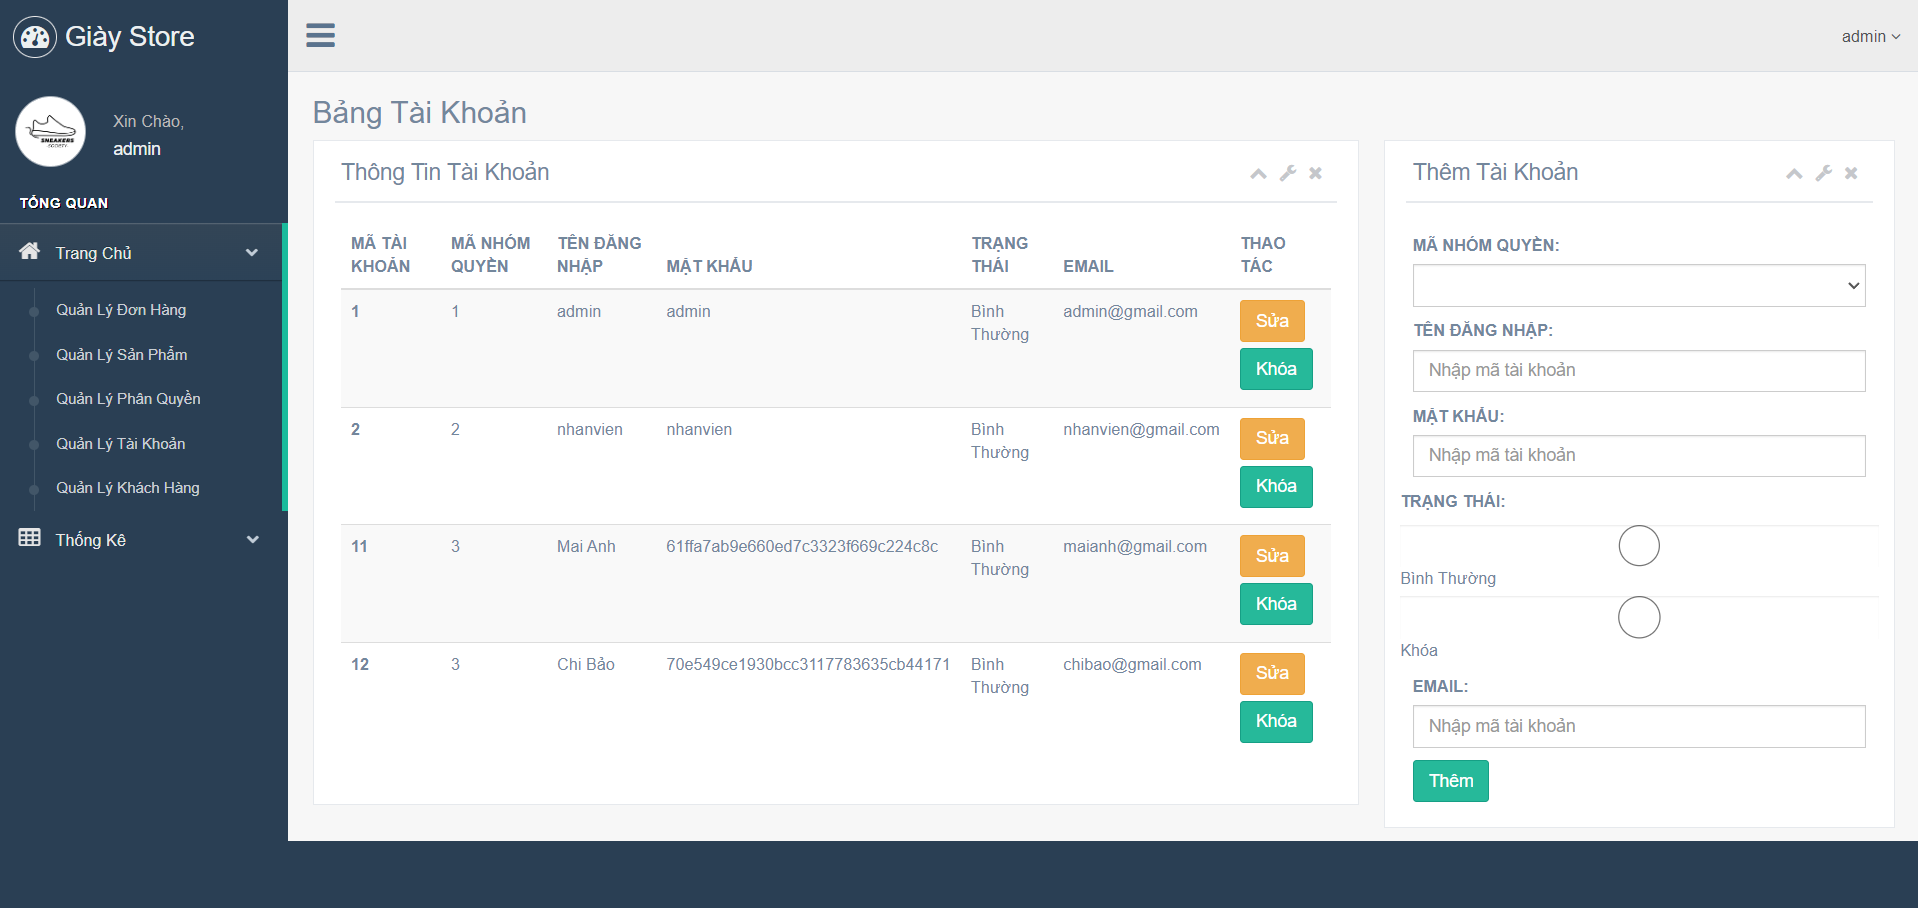 Giày Store
admin
SNEAKERS
SOCIETY
Xin Chào,
admin
TỔNG QUAN
Trang Chủ
Quản Lý Đơn Hàng
Quản Lý Sản Phẩm
Quản Lý Phân Quyền
Quản Lý Tài Khoản
Quản Lý Khách Hàng
Thống Kê
Bảng Tài Khoản
Thông Tin Tài Khoản
MÃ TÀI KHOẢN MÃ NHÓM QUYỀN TÊN ĐĂNG NHẬP MẬT KHẨU TRẠNG THÁI EMAIL THAO TÁC
1 1 admin admin Bình Thường admin@gmail.com Sửa
Khóa
2 2 nhanvien nhanvien Bình Thường nhanvien@gmail.com Sửa
Khóa
11 3 Mai Anh 61ffa7ab9e660ed7c3323f669c224c8c Bình Thường maianh@gmail.com Sửa
Khóa
12 3 Chi Bảo 70e549ce1930bcc3117783635cb44171 Bình Thường chibao@gmail.com Sửa
Khóa
Thêm Tài Khoản
MÃ NHÓM QUYỀN:
TÊN ĐĂNG NHẬP:
Nhập mã tài khoản
MẬT KHẨU:
Nhập mã tài khoản
TRẠNG THÁI:
Bình Thường
Khóa
EMAIL:
Nhập mã tài khoản
Thêm